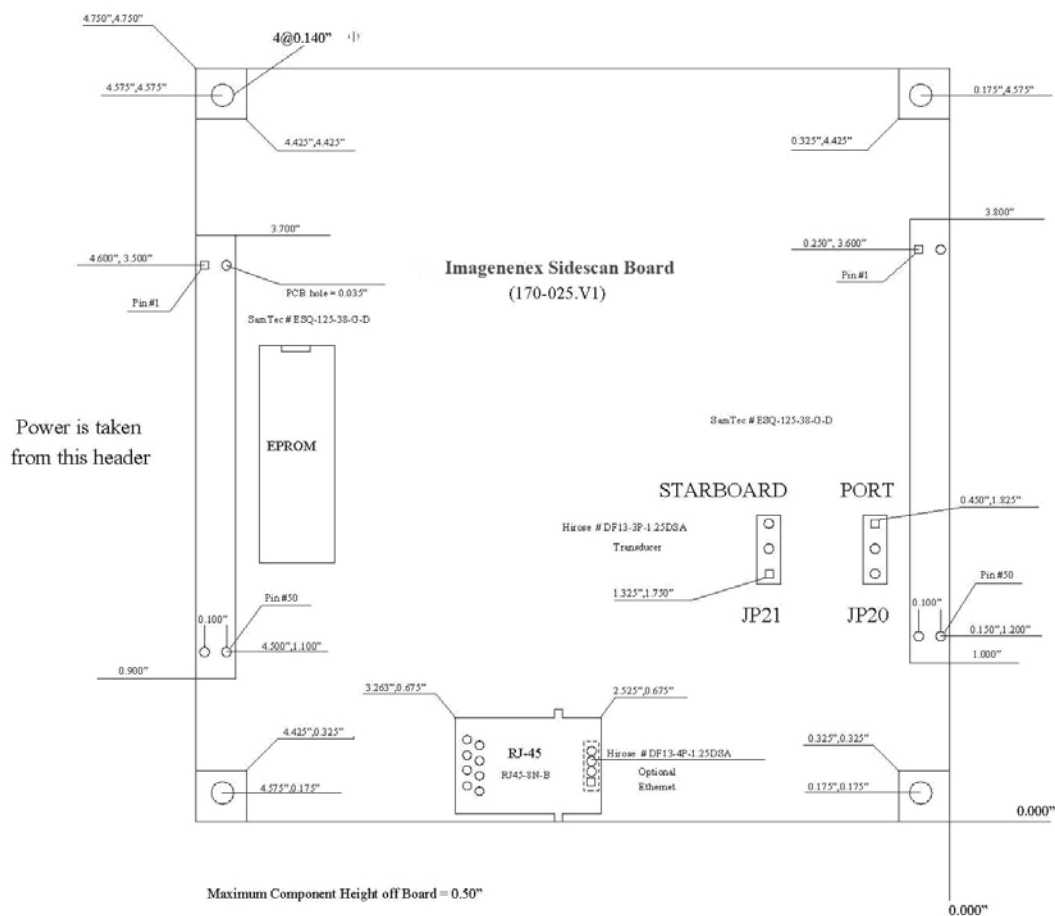 4.750”,4.750”
4@0.140”
4.575”,4.575”
0.175”,4.575”
4.425”,4.425”
0.325”,4.425”
3.800”
3.700”
0.250”, 3.600”
4.600”, 3.500”
Imagenenex Sidescan Board
Pin #1
(170-025.V1)
PCB hole = 0.035”
Pin #1
SamTec # ESQ-125-38-G-D
Power is taken
from this header
EPROM
SamTec # ESQ-125-38-G-D
STARBOARD
PORT
0.450”,1.825”
Hirose # DF13-3P-1.25DSA
Transducer
Pin #50
1.325”,1.750”
Pin #50
0.100”
JP21
JP20
0.100”
0.150”,1.200”
4.500”,1.100”
1.000”
0.900”
3.263”,0.675”
2.525”,0.675”
4.425”,0.325”
0.325”,0.325”
RJ-45
RJ45-8N-B
Hirose # DF13-4P-1.25DSA
Optional
Ethernet
4.575”,0.175”
0.175”,0.175”
0.000”
Maximum Component Height off Board = 0.50”
0.000”